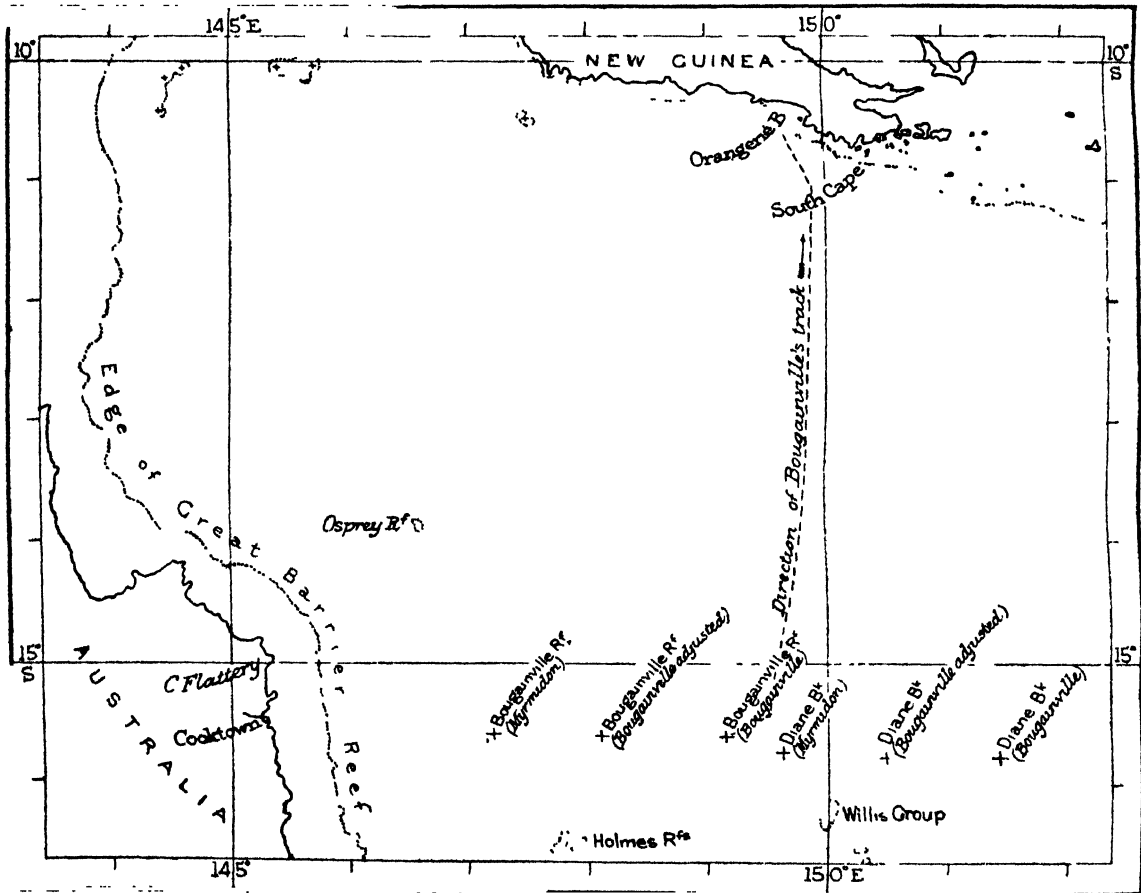 145°E
150°
10°
S
10°
S
NEW GUINEA
Orangerie B
South Cape
Direction of Bougainville's track
Edge of Great Barrier Reef
Osprey Rf
15°
S
15°
AUSTRALIA
C Flattery
Cooktown
Bougainville Rf.
(Myrmidon)
Bougainville Rf
(Bougainville adjusted)
Bougainville Rf
(Bougainville)
Diane Bk
(Myrmidon)
Diane Bk
(Bougainville adjusted)
Diane Bk
(Bougainville)
Willis Group
Holmes Rfs
145°
150°E